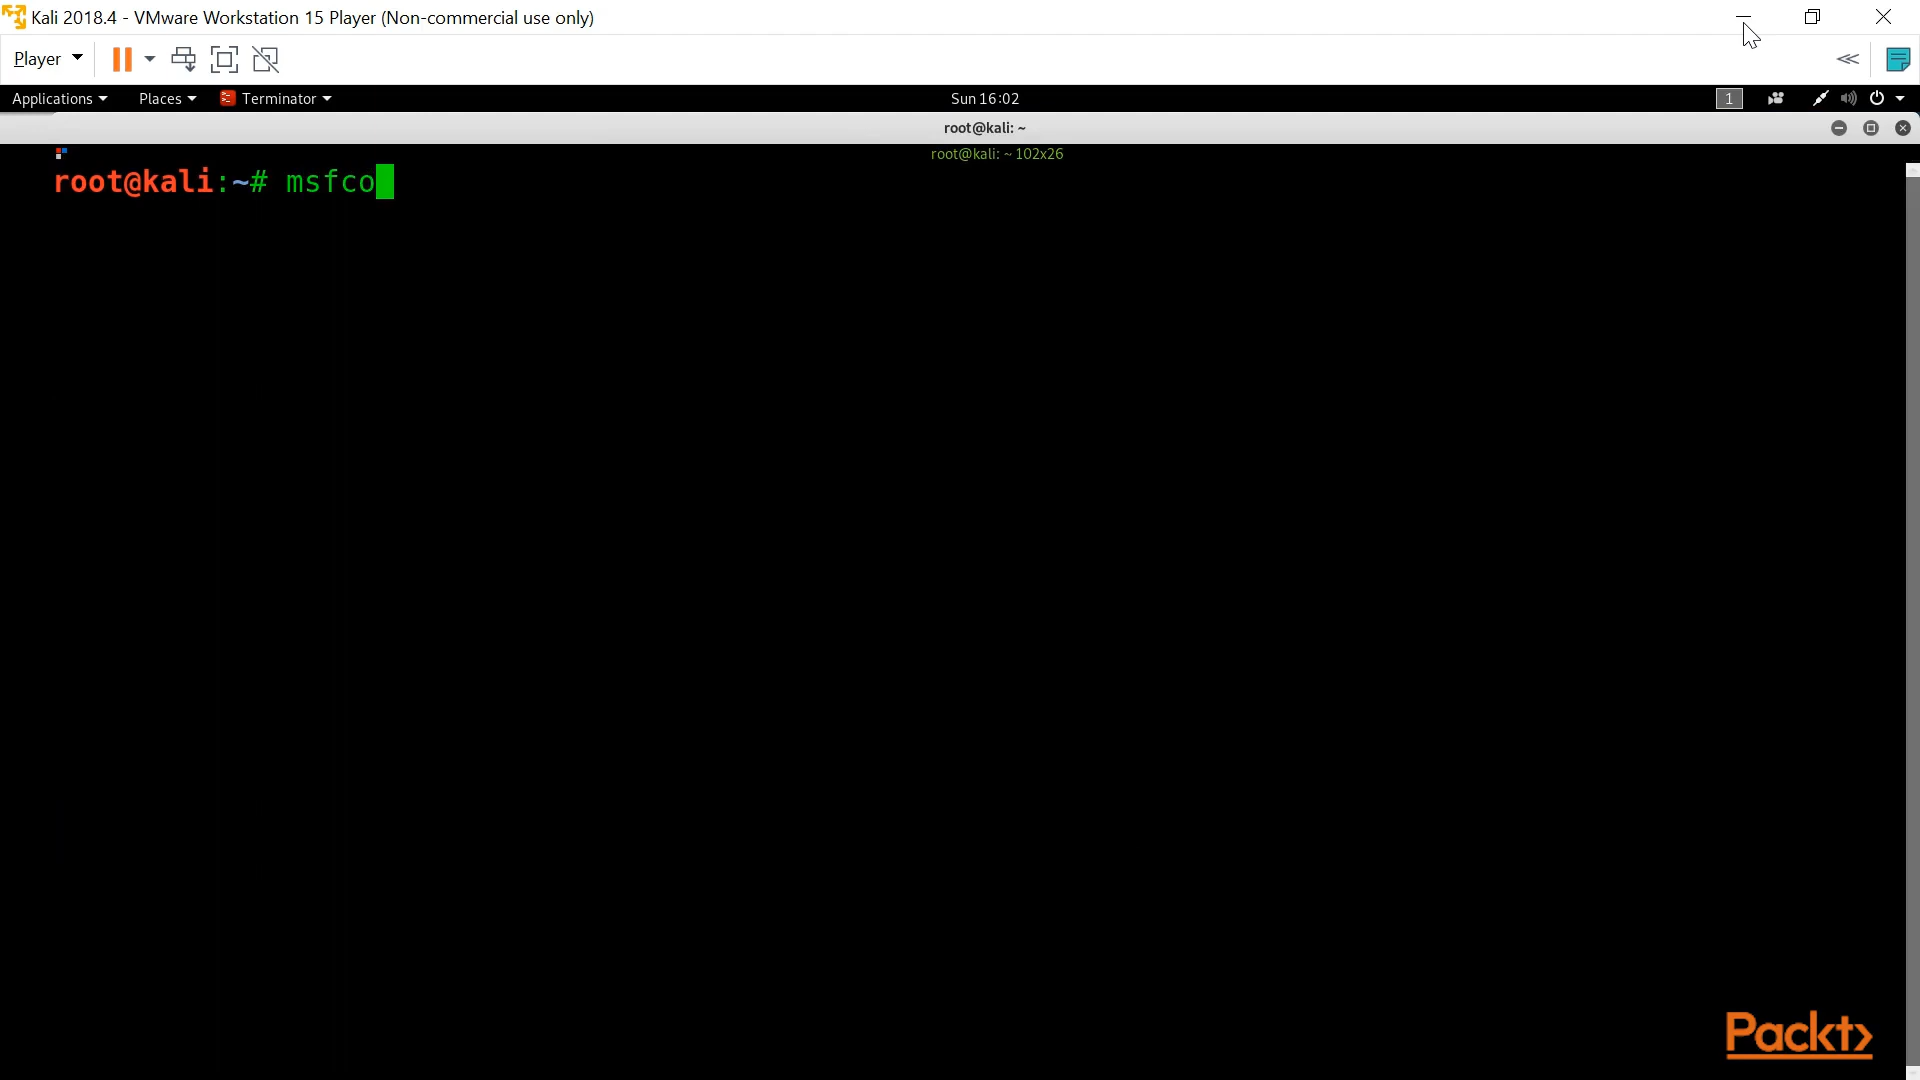 Kali 2018.4 - VMware Workstation 15 Player (Non-commercial use only)
Player
Applications Places Terminator Sun 16:02 1
root@kali: ~
root@kali: ~ 102x26
root@kali:~# msfco
Packt>